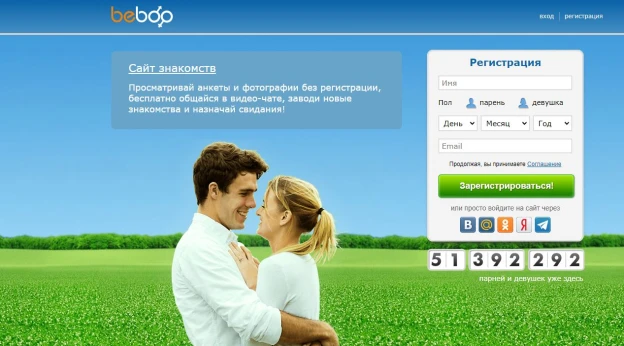 beboo
вход | регистрация
Сайт знакомств
Просматривай анкеты и фотографии без регистрации,
бесплатно общайся в видео-чате, заводи новые
знакомства и назначай свидания!
Регистрация
Имя
Пол парень девушка
День Месяц Год
Email
Продолжая, вы принимаете Соглашение
Зарегистрироваться!
или просто войдите на сайт через
В @ Я
51 392 292
парней и девушек уже здесь